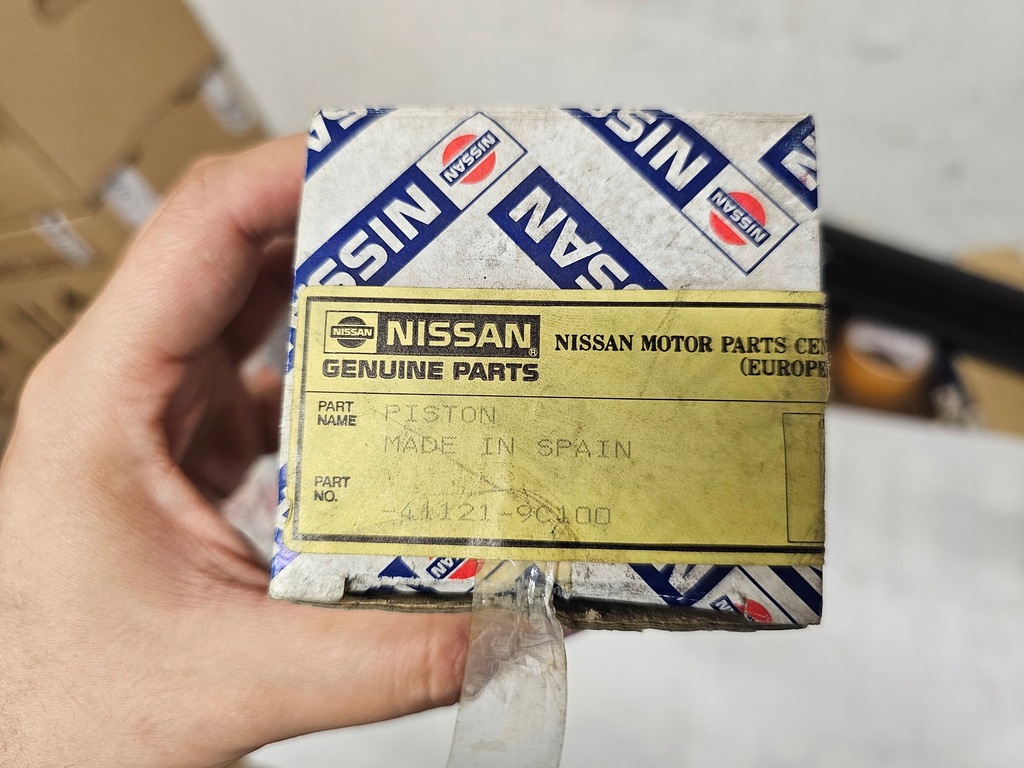 NISSAN
NISSAN
NISSAN
NISSAN
NISSAN
NISSAN ® NISSAN MOTOR PARTS CEN
GENUINE PARTS (EUROPE
PART NAME PISTON
MADE IN SPAIN
PART NO.
-41121-9C100